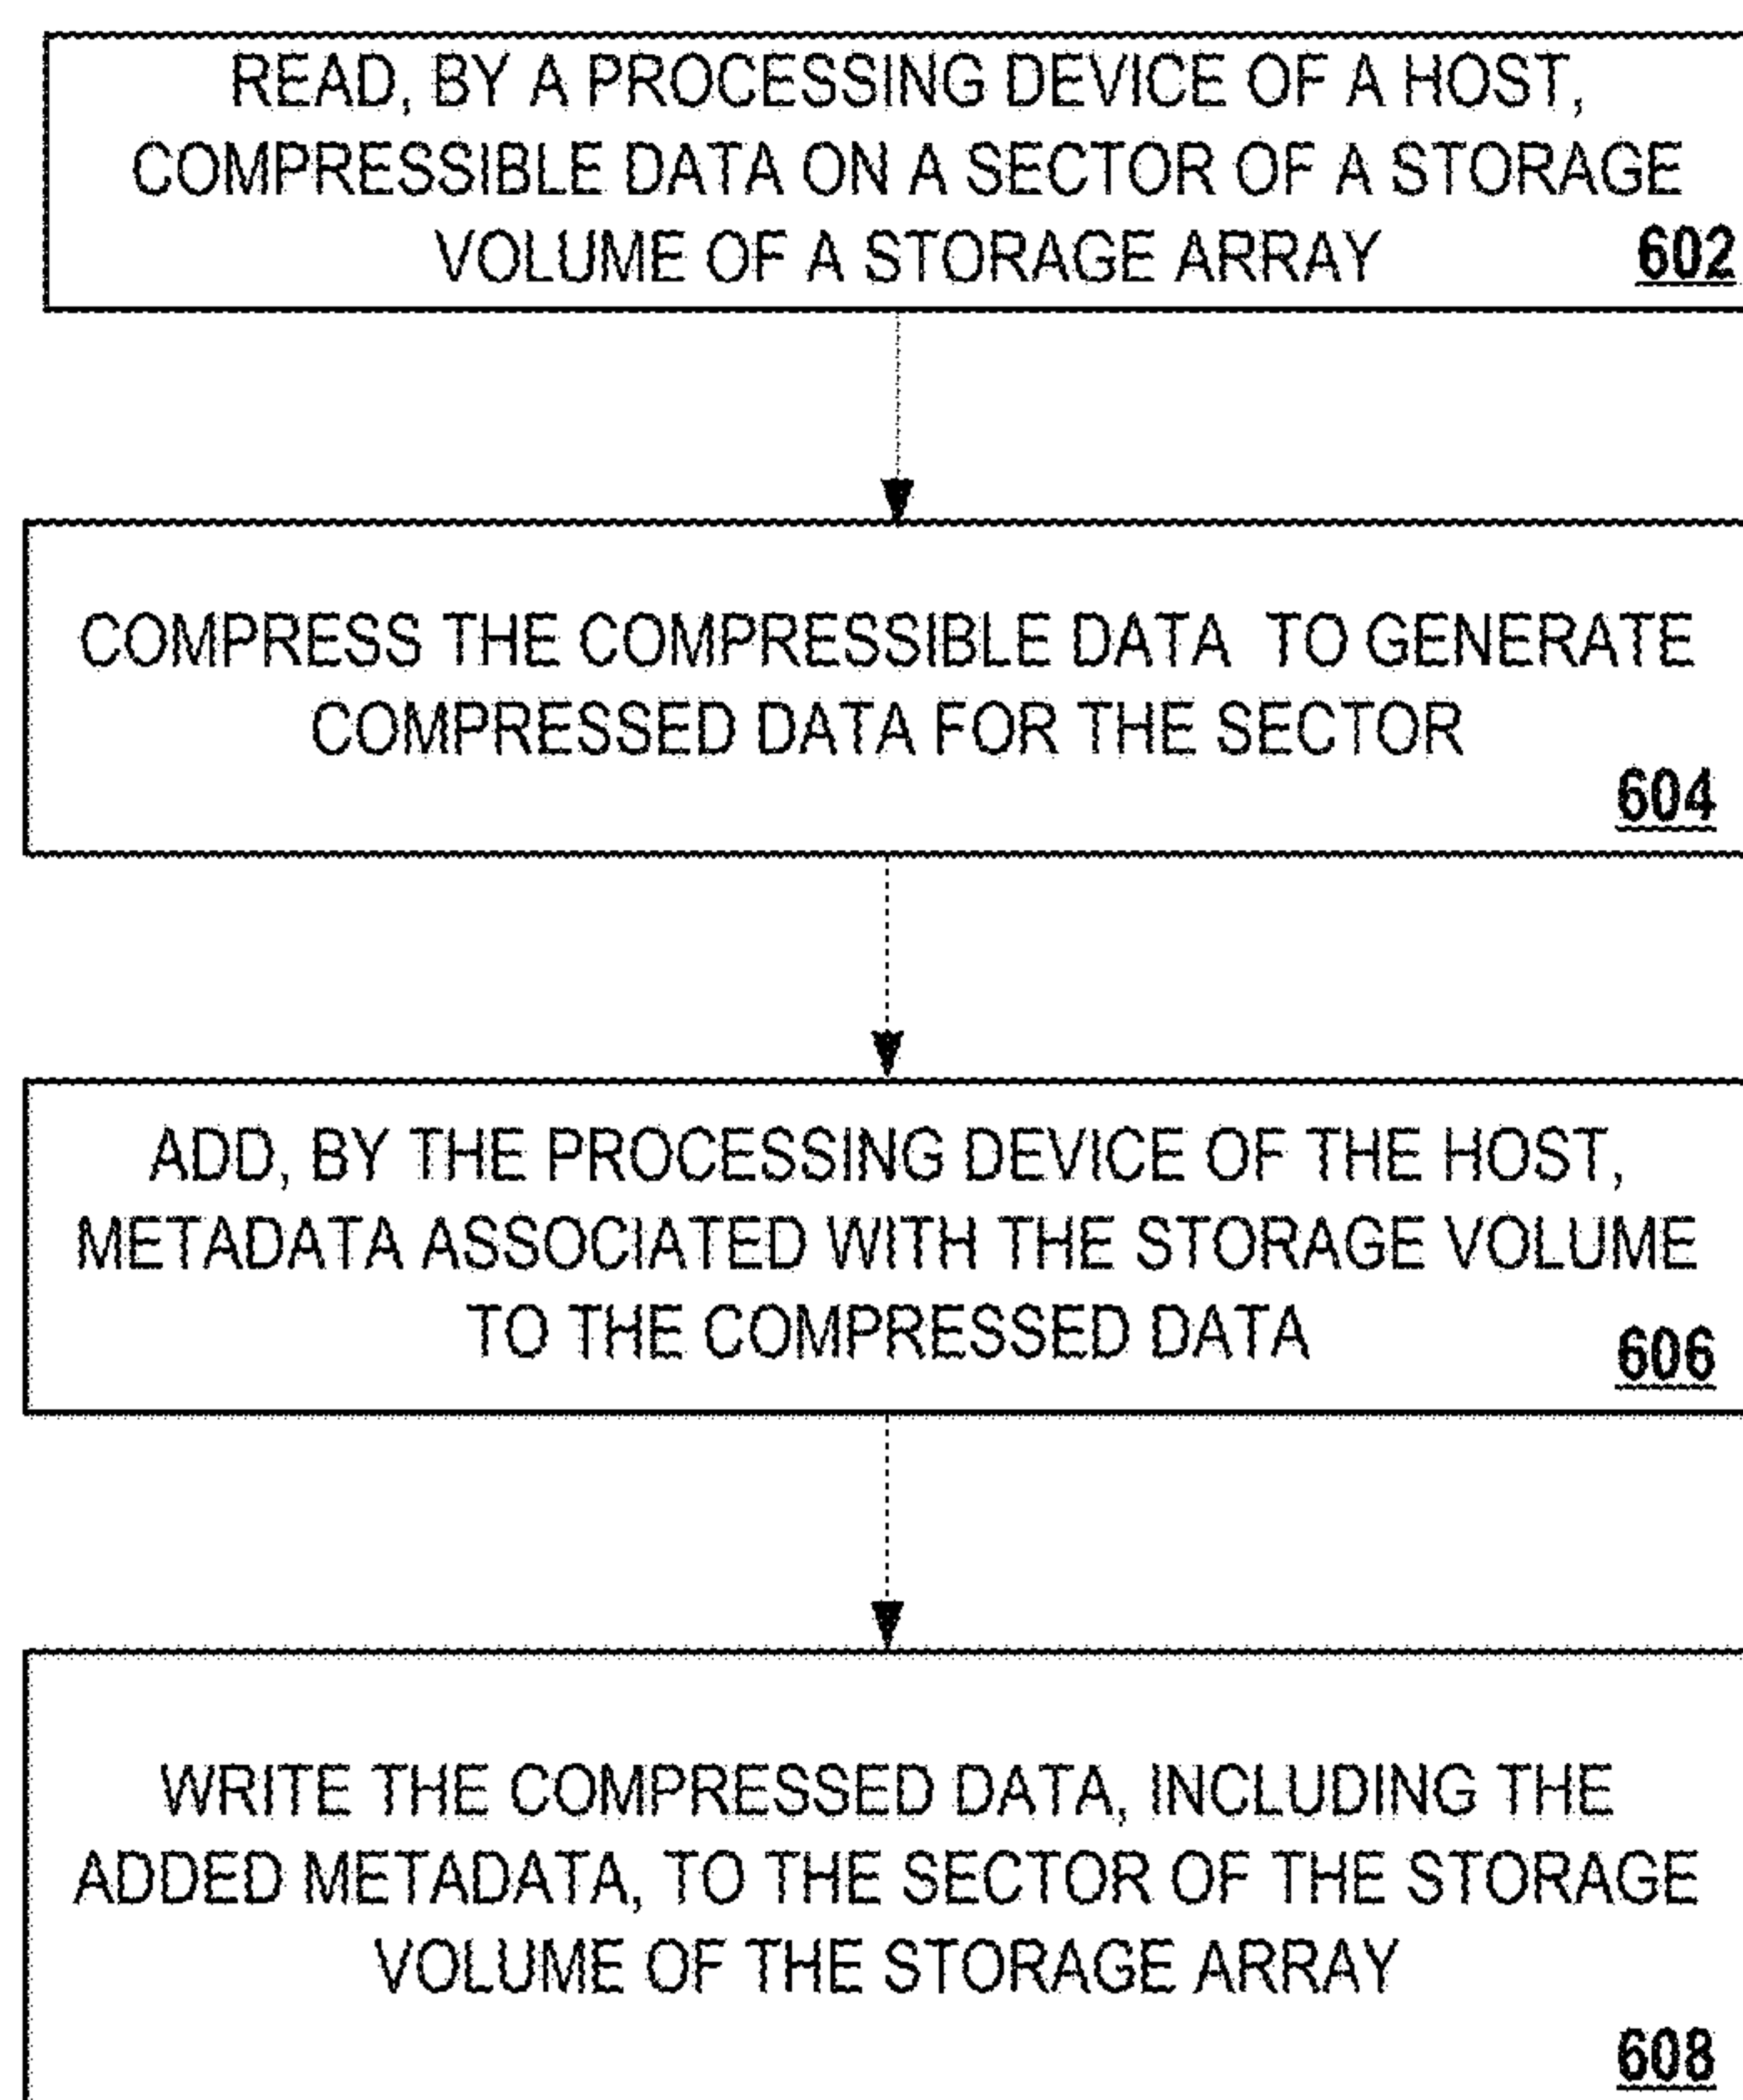 READ, BY A PROCESSING DEVICE OF A HOST,
COMPRESSIBLE DATA ON A SECTOR OF A STORAGE
VOLUME OF A STORAGE ARRAY 602
COMPRESS THE COMPRESSIBLE DATA TO GENERATE
COMPRESSED DATA FOR THE SECTOR
604
ADD, BY THE PROCESSING DEVICE OF THE HOST,
METADATA ASSOCIATED WITH THE STORAGE VOLUME
TO THE COMPRESSED DATA 606
WRITE THE COMPRESSED DATA, INCLUDING THE
ADDED METADATA, TO THE SECTOR OF THE STORAGE
VOLUME OF THE STORAGE ARRAY
608